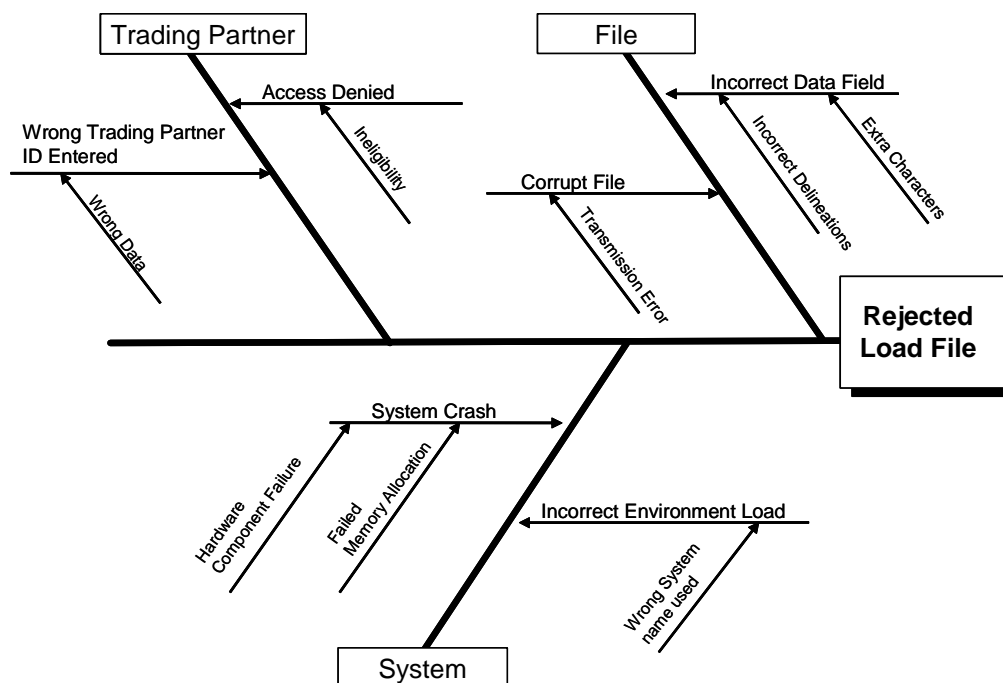 Trading Partner
File
Access Denied
Ineligibility
Wrong Trading Partner
ID Entered
Wrong Data
Incorrect Data Field
Incorrect Delineations
Extra Characters
Corrupt File
Transmission Error
Rejected
Load File
System Crash
Hardware
Component Failure
Failed
Memory Allocation
Incorrect Environment Load
Wrong System
name used
System